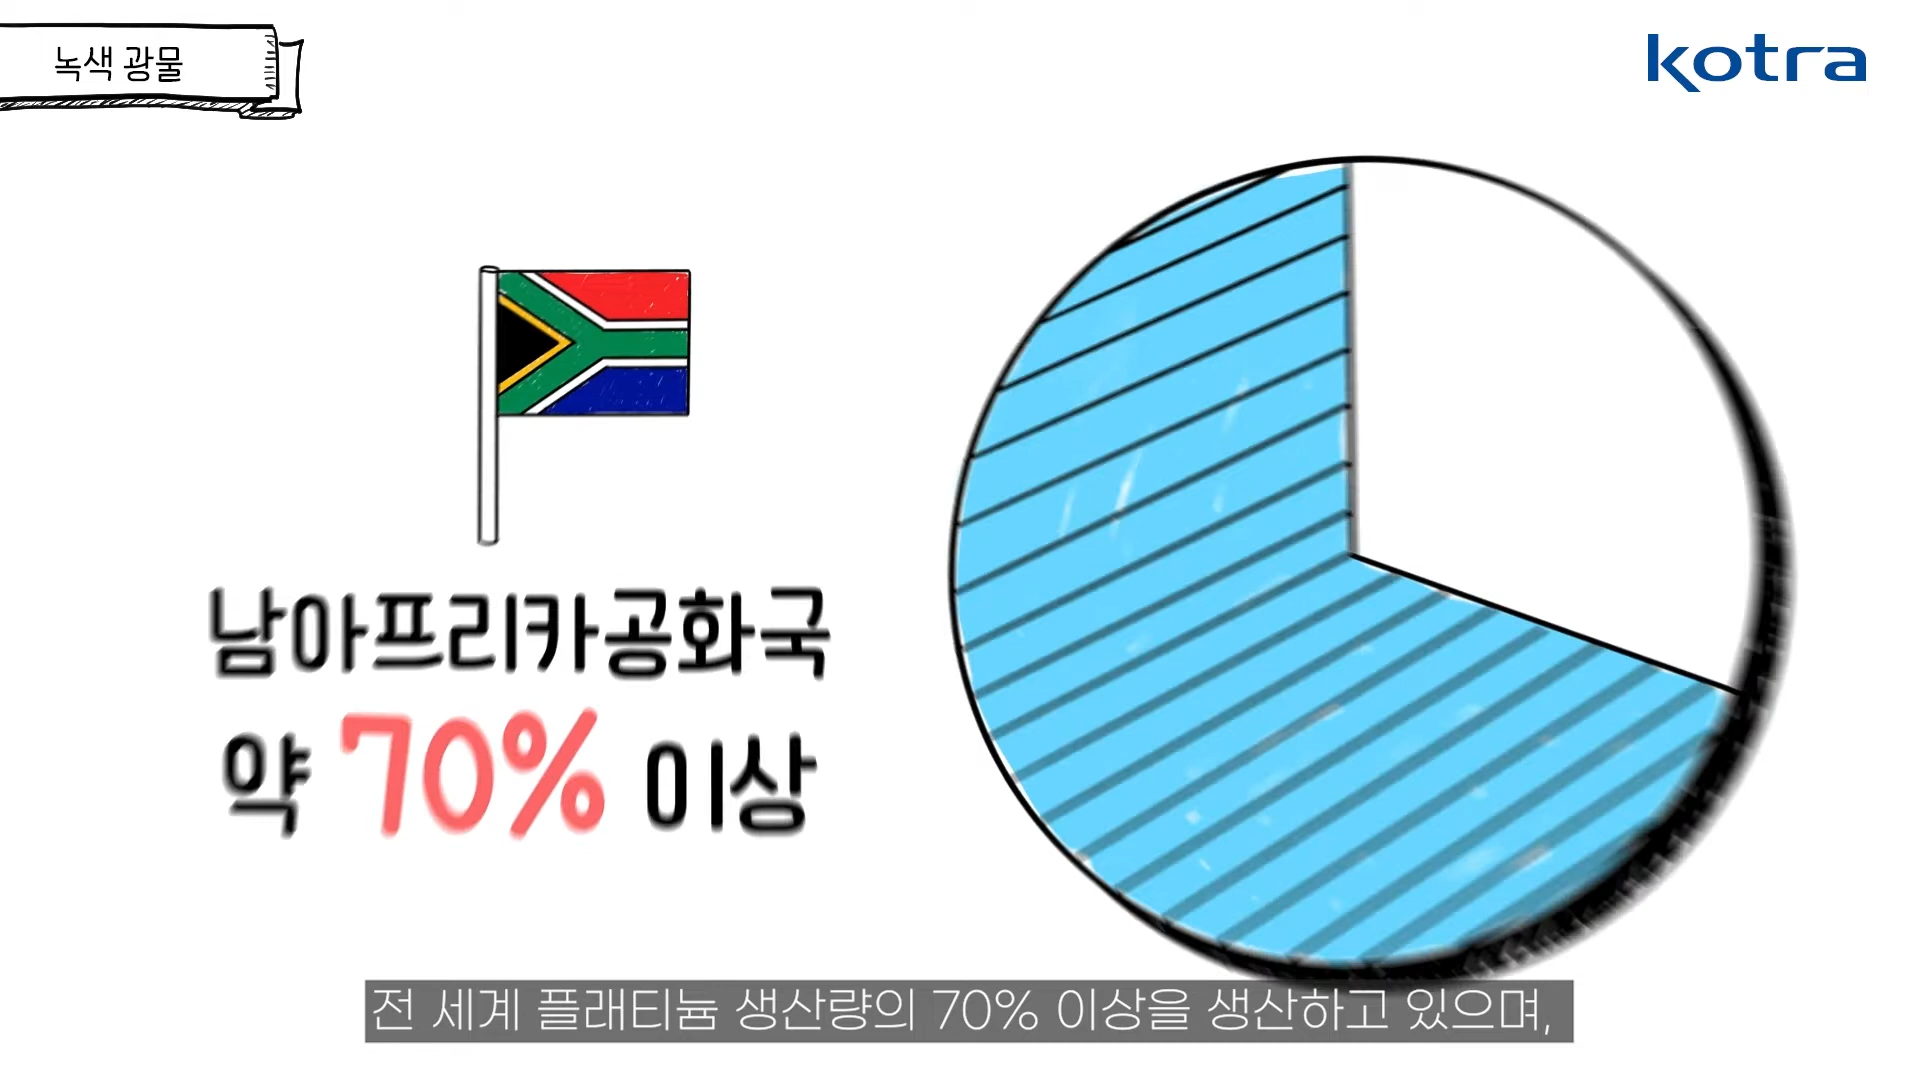 녹색 광물
kotra
남아프리카공화국
약 70% 이상
전 세계 플래티늄 생산량의 70% 이상을 생산하고 있으며,